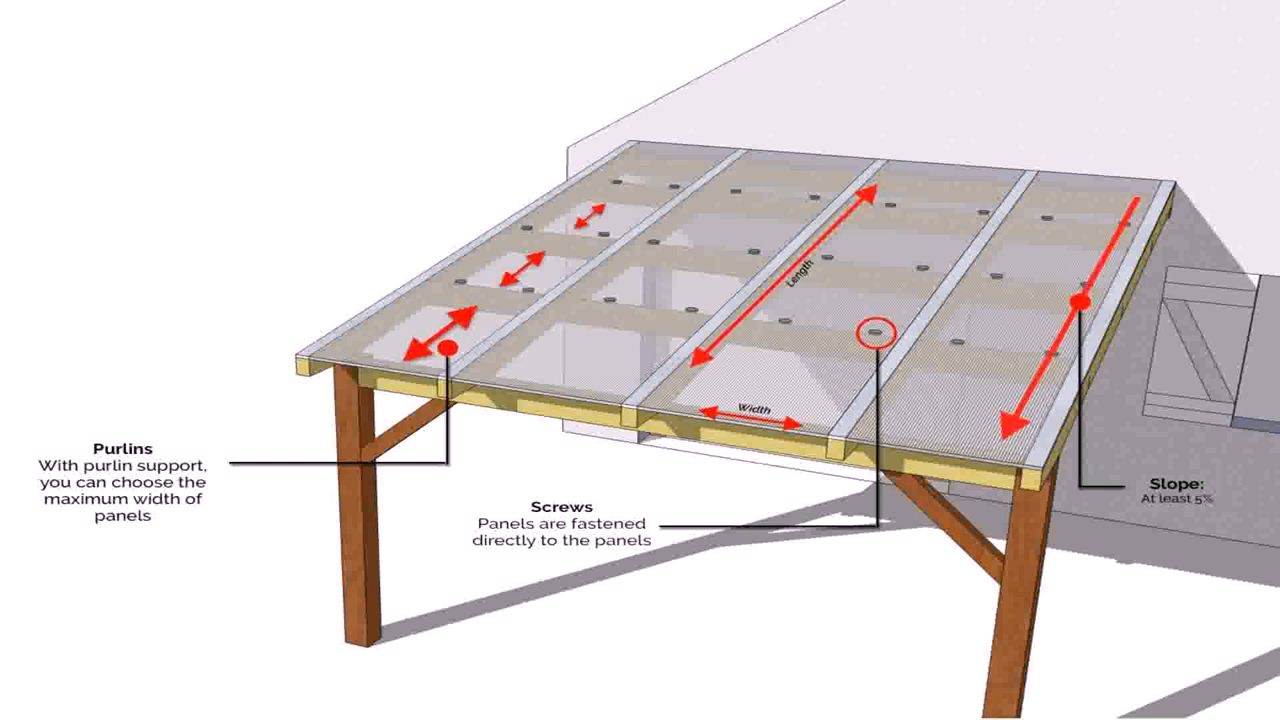 Length
Width
Purlins
With purlin support,
you can choose the
maximum width of
panels
Screws
Panels are fastened
directly to the panels
Slope:
At least 5%